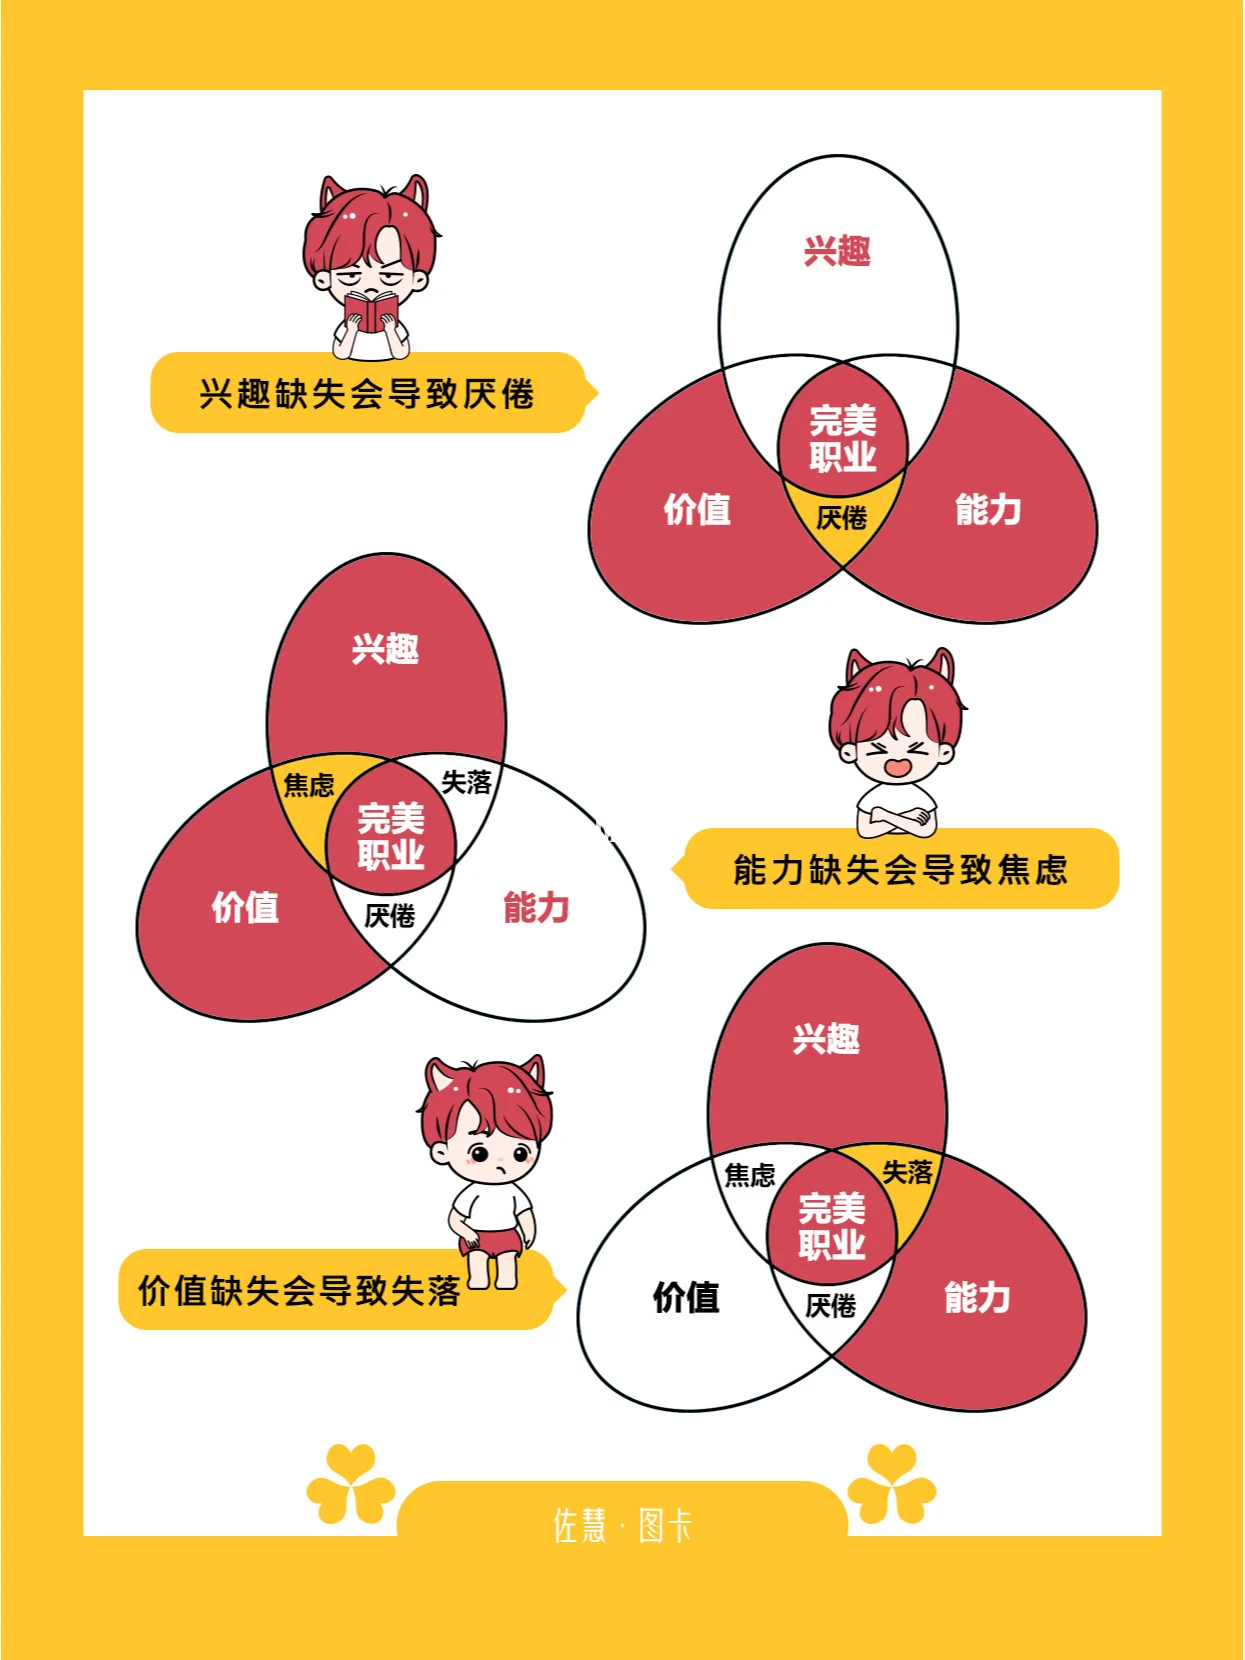 兴趣缺失会导致厌倦
兴趣
完美
职业
价值
能力
厌倦
兴趣
焦虑
失落
完美
职业
价值
能力
厌倦
能力缺失会导致焦虑
兴趣
焦虑
失落
完美
职业
价值
能力
厌倦
价值缺失会导致失落
佐慧·图卡